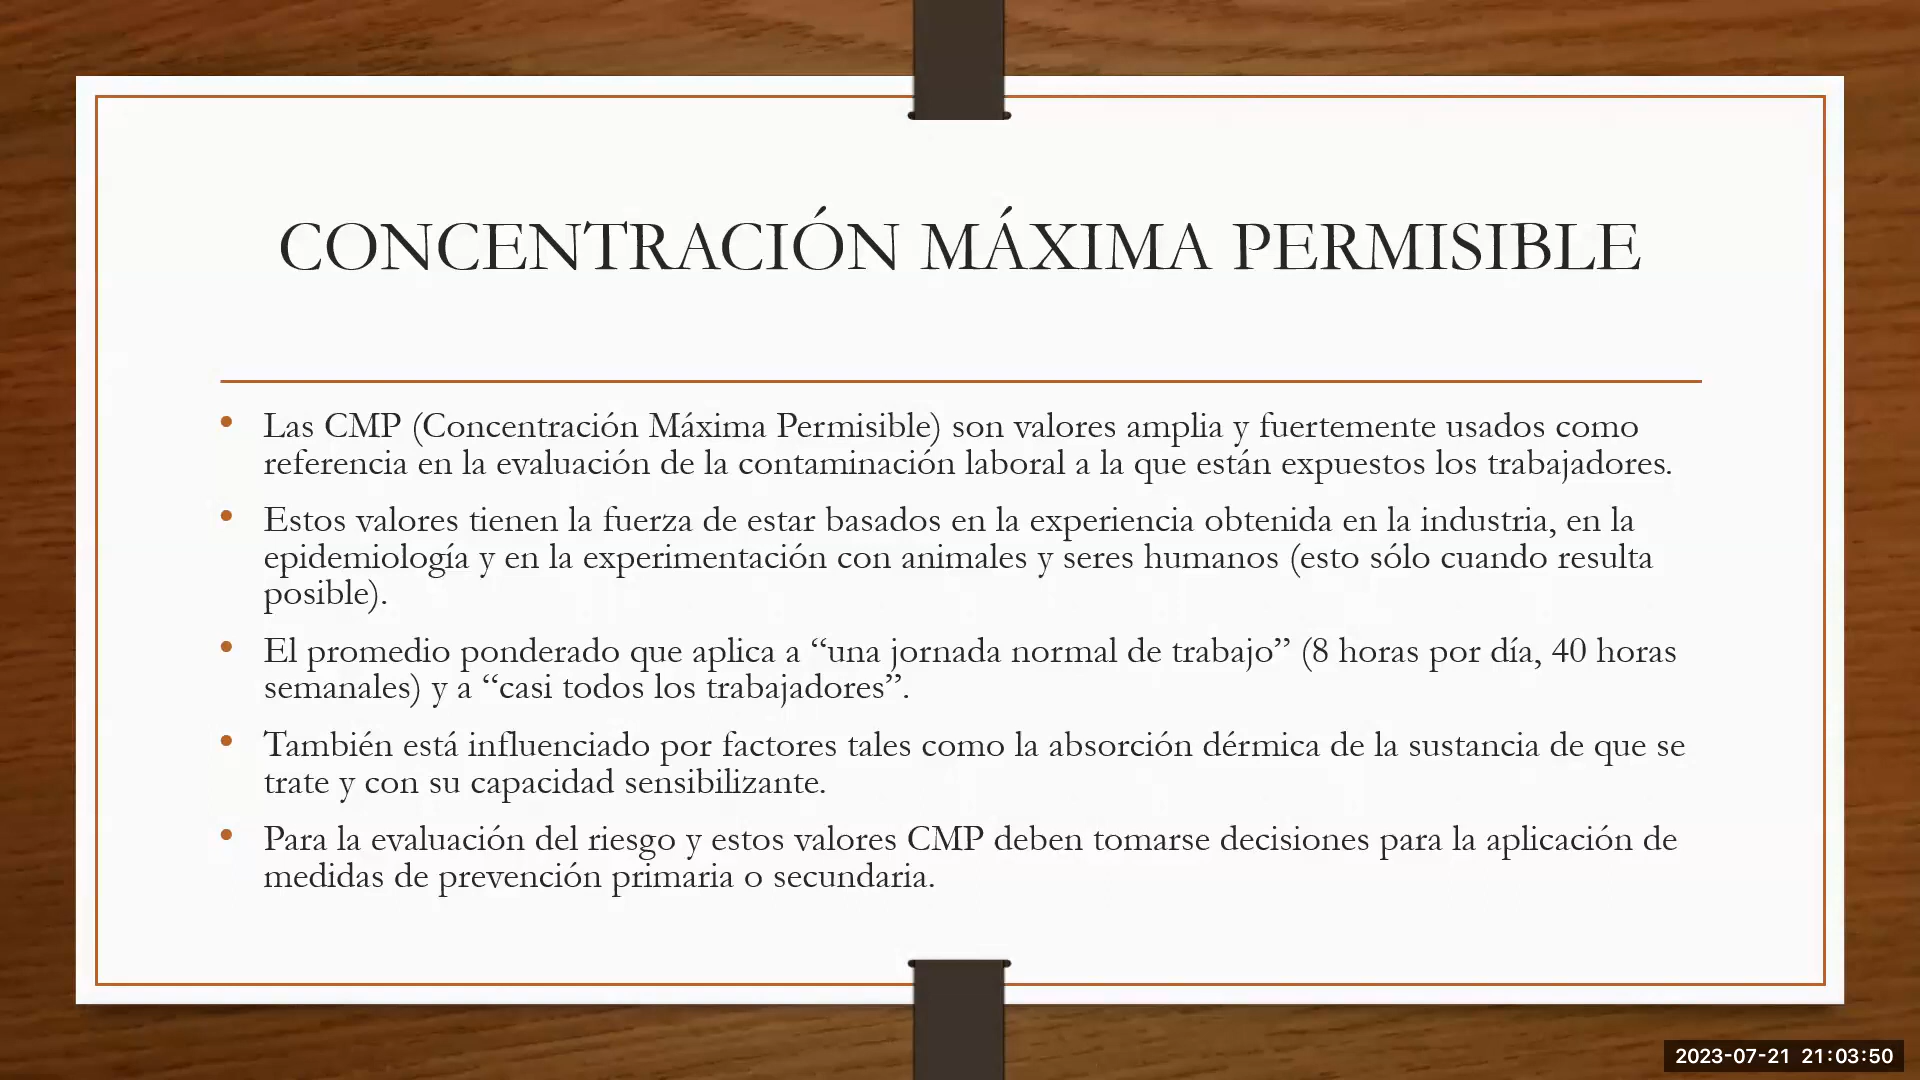 CONCENTRACIÓN MÁXIMA PERMISIBLE
• Las CMP (Concentración Máxima Permisible) son valores amplia y fuertemente usados como
referencia en la evaluación de la contaminación laboral a la que están expuestos los trabajadores.
• Estos valores tienen la fuerza de estar basados en la experiencia obtenida en la industria, en la
epidemiología y en la experimentación con animales y seres humanos (esto sólo cuando resulta
posible).
• El promedio ponderado que aplica a “una jornada normal de trabajo” (8 horas por día, 40 horas
semanales) y a “casi todos los trabajadores”.
• También está influenciado por factores tales como la absorción dérmica de la sustancia de que se
trate y con su capacidad sensibilizante.
• Para la evaluación del riesgo y estos valores CMP deben tomarse decisiones para la aplicación de
medidas de prevención primaria o secundaria.
2023-07-21 21:03:50